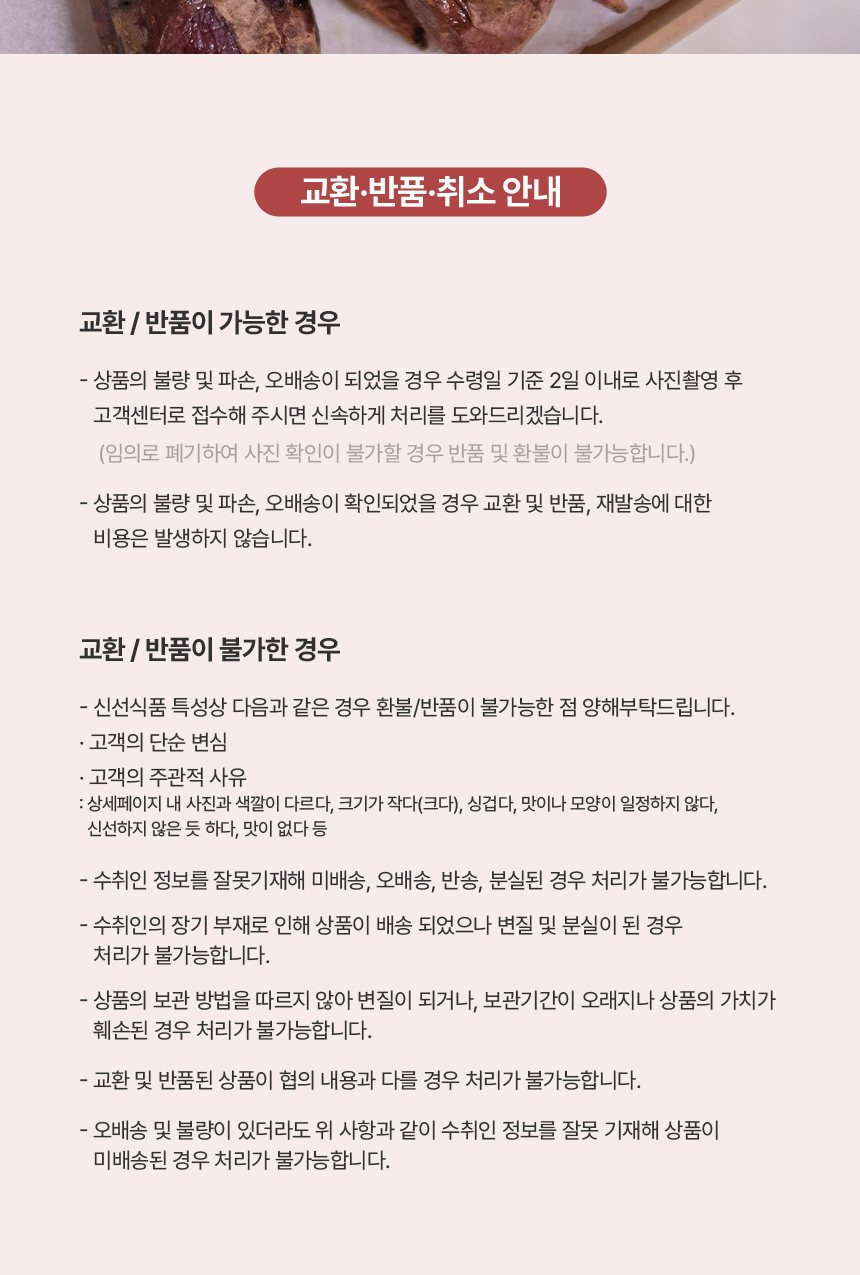 교환·반품·취소 안내
교환 / 반품이 가능한 경우
- 상품의 불량 및 파손, 오배송이 되었을 경우 수령일 기준 2일 이내로 사진촬영 후
고객센터로 접수해 주시면 신속하게 처리를 도와드리겠습니다.
(임의로 폐기하여 사진 확인이 불가할 경우 반품 및 환불이 불가능합니다.)
- 상품의 불량 및 파손, 오배송이 확인되었을 경우 교환 및 반품, 재발송에 대한
비용은 발생하지 않습니다.
교환 / 반품이 불가한 경우
- 신선식품 특성상 다음과 같은 경우 환불/반품이 불가능한 점 양해부탁드립니다.
· 고객의 단순 변심
· 고객의 주관적 사유
: 상세페이지 내 사진과 색깔이 다르다, 크기가 작다(크다), 싱겁다, 맛이나 모양이 일정하지 않다,
신선하지 않은 듯 하다, 맛이 없다 등
- 수취인 정보를 잘못기재해 미배송, 오배송, 반송, 분실된 경우 처리가 불가능합니다.
- 수취인의 장기 부재로 인해 상품이 배송 되었으나 변질 및 분실이 된 경우
처리가 불가능합니다.
- 상품의 보관 방법을 따르지 않아 변질이 되거나, 보관기간이 오래지나 상품의 가치가
훼손된 경우 처리가 불가능합니다.
- 교환 및 반품된 상품이 협의 내용과 다를 경우 처리가 불가능합니다.
- 오배송 및 불량이 있더라도 위 사항과 같이 수취인 정보를 잘못 기재해 상품이
미배송된 경우 처리가 불가능합니다.